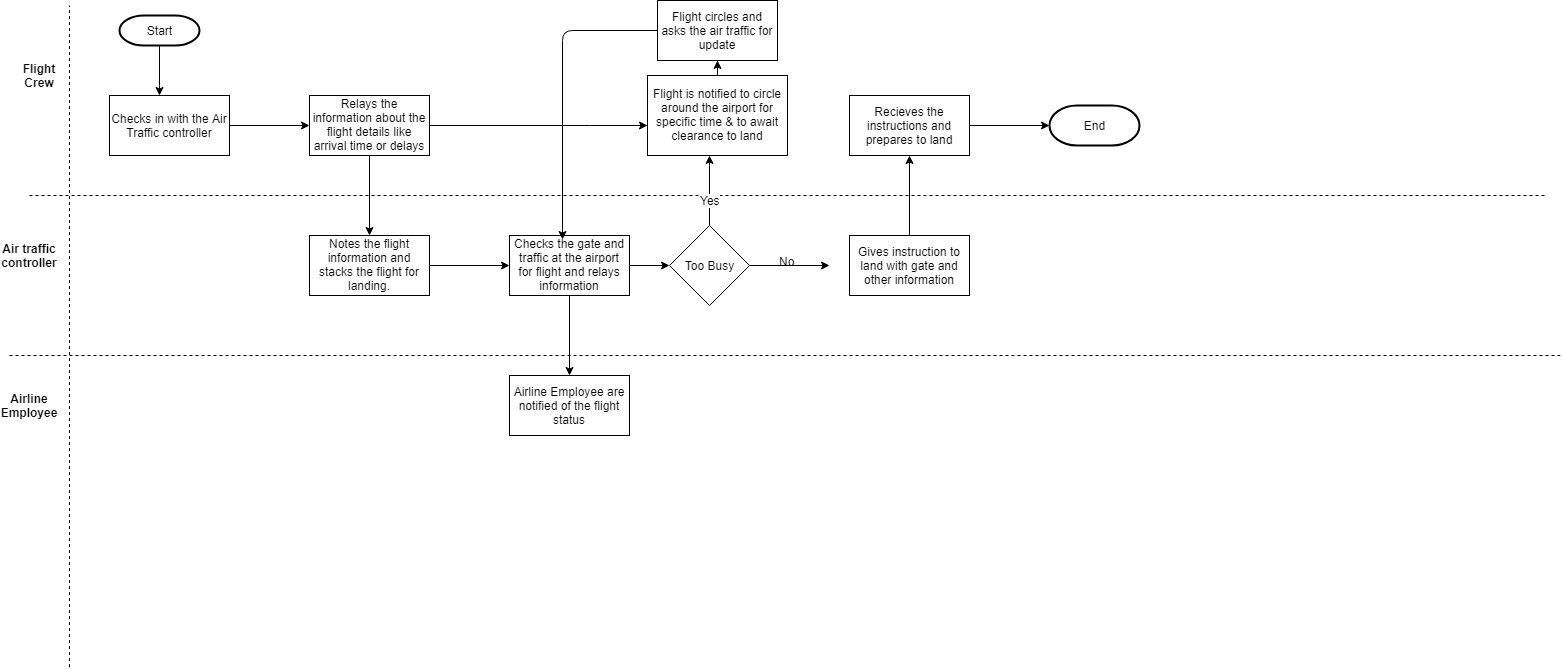 Start
Flight circles and
asks the air traffic for
update
Flight
Crew
Checks in with the Air
Traffic controller
Relays the
information about the
flight details like
arrival time or delays
Flight is notified to circle
around the airport for
specific time & to await
clearance to land
Recieves the
instructions and
prepares to land
End
Yes
Air traffic
controller
Notes the flight
information and
stacks the flight for
landing.
Checks the gate and
traffic at the airport
for flight and relays
information
Too Busy
No
Gives instruction to
land with gate and
other information
Airline
Employee
Airline Employee are
notified of the flight
status